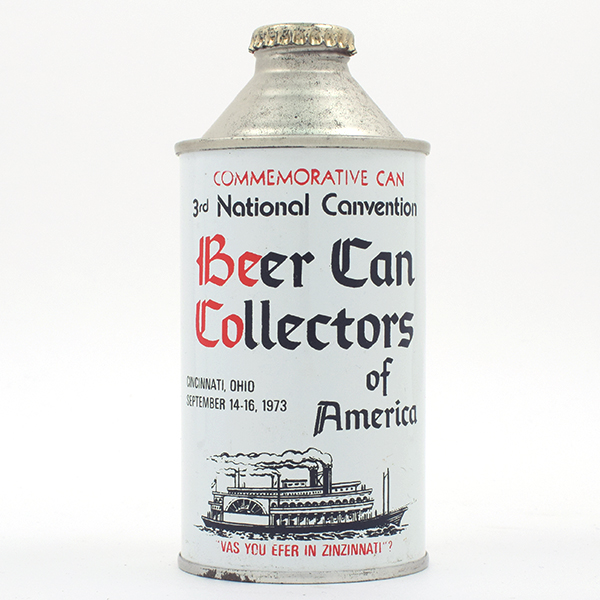 COMMEMORATIVE CAN
3rd National Canvention
Beer Can
Collectors
of
America
CINCINNATI, OHIO
SEPTEMBER 14-16, 1973
"VAS YOU EFER IN ZINZINNATI"?